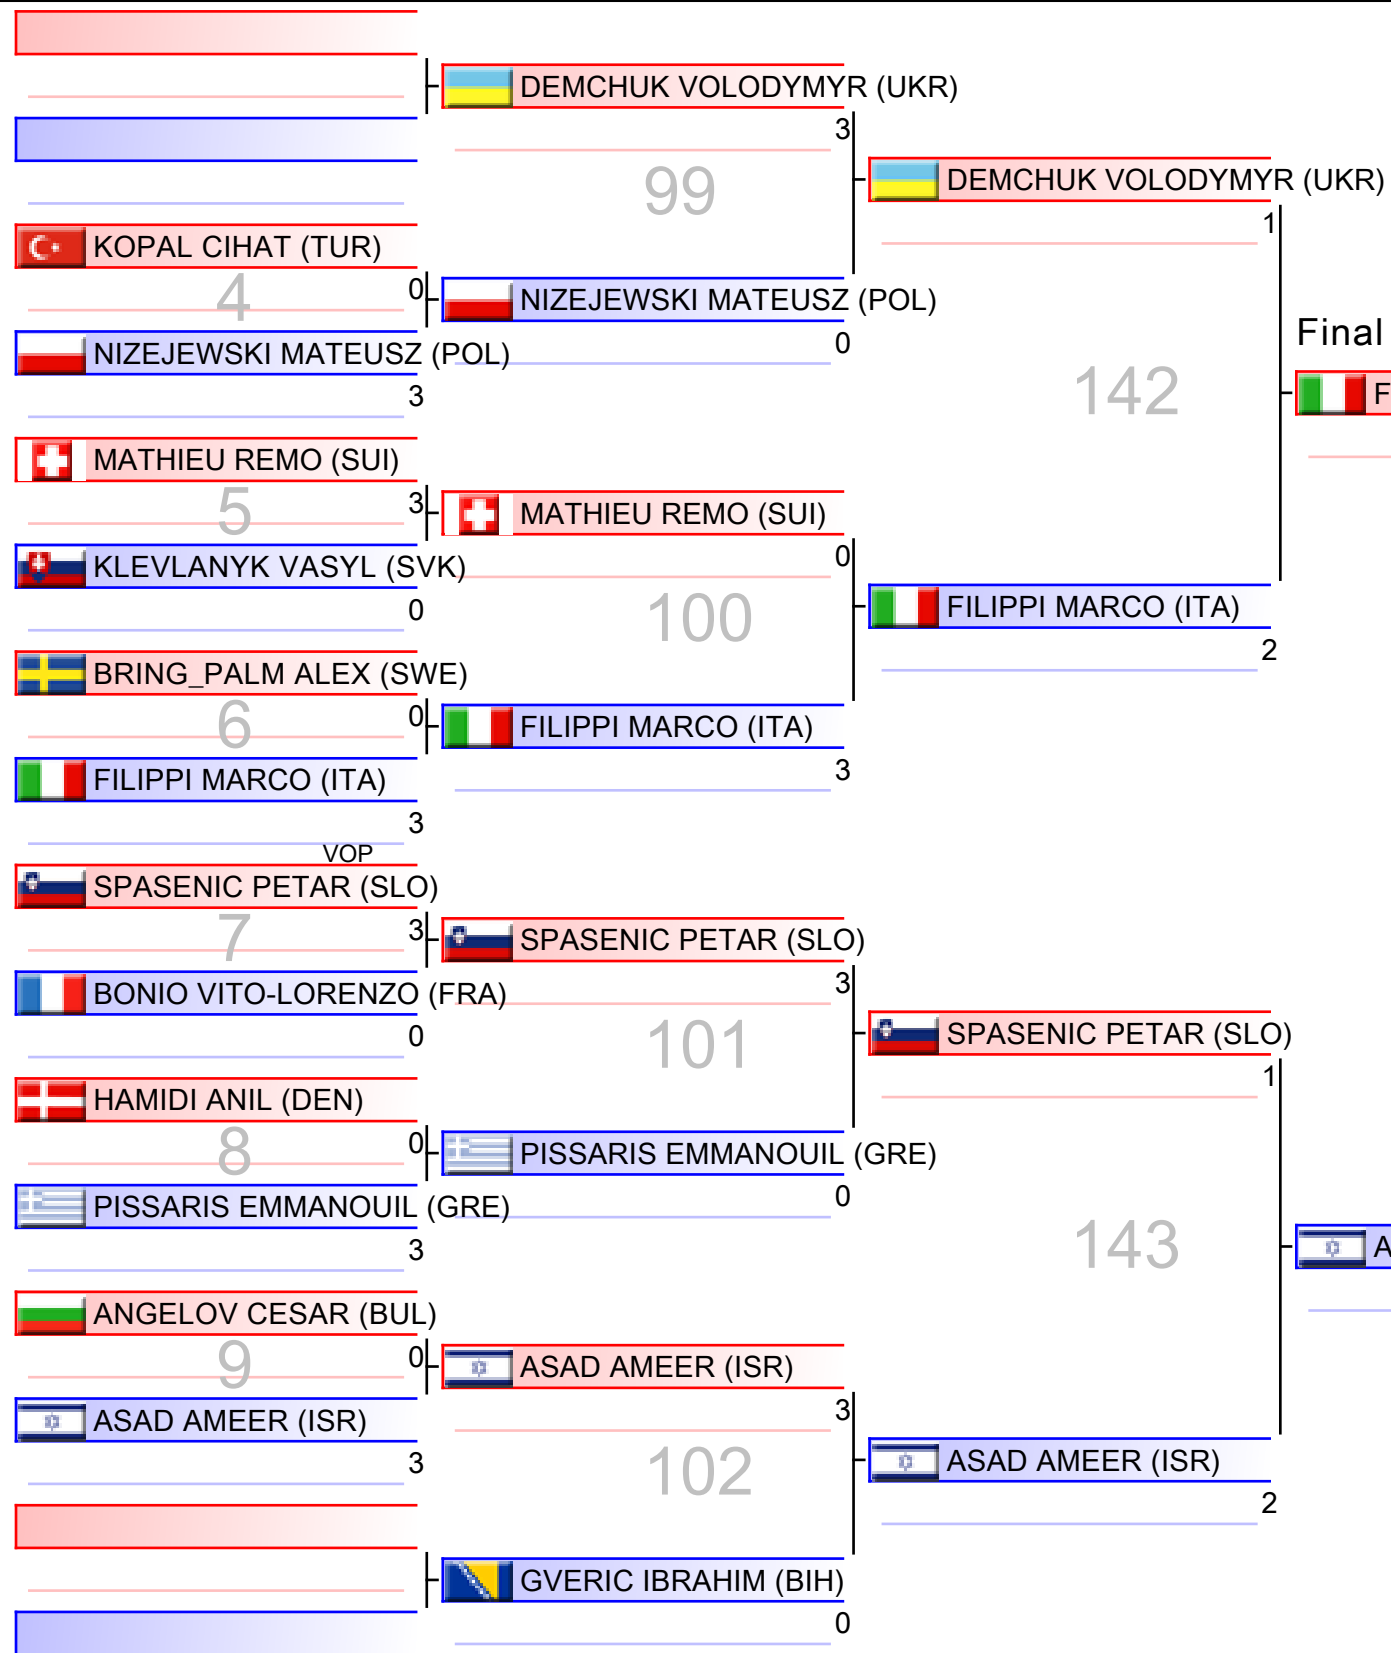 DEMCHUK VOLODYMYR (UKR)
3
99
DEMCHUK VOLODYMYR (UKR)
1
KOPAL CIHAT (TUR)
4
0
NIZEJEWSKI MATEUSZ (POL)
0
NIZEJEWSKI MATEUSZ (POL)
3
142
Final
F
MATHIEU REMO (SUI)
5
3
MATHIEU REMO (SUI)
0
KLEVLANYK VASYL (SVK)
0
100
FILIPPI MARCO (ITA)
2
BRING_PALM ALEX (SWE)
6
0
FILIPPI MARCO (ITA)
3
FILIPPI MARCO (ITA)
3
VOP
SPASENIC PETAR (SLO)
7
3
SPASENIC PETAR (SLO)
3
BONIO VITO-LORENZO (FRA)
0
101
SPASENIC PETAR (SLO)
1
HAMIDI ANIL (DEN)
8
0
PISSARIS EMMANOUIL (GRE)
0
PISSARIS EMMANOUIL (GRE)
3
143
A
ANGELOV CESAR (BUL)
9
0
ASAD AMEER (ISR)
3
ASAD AMEER (ISR)
3
102
ASAD AMEER (ISR)
2
GVERIC IBRAHIM (BIH)
0